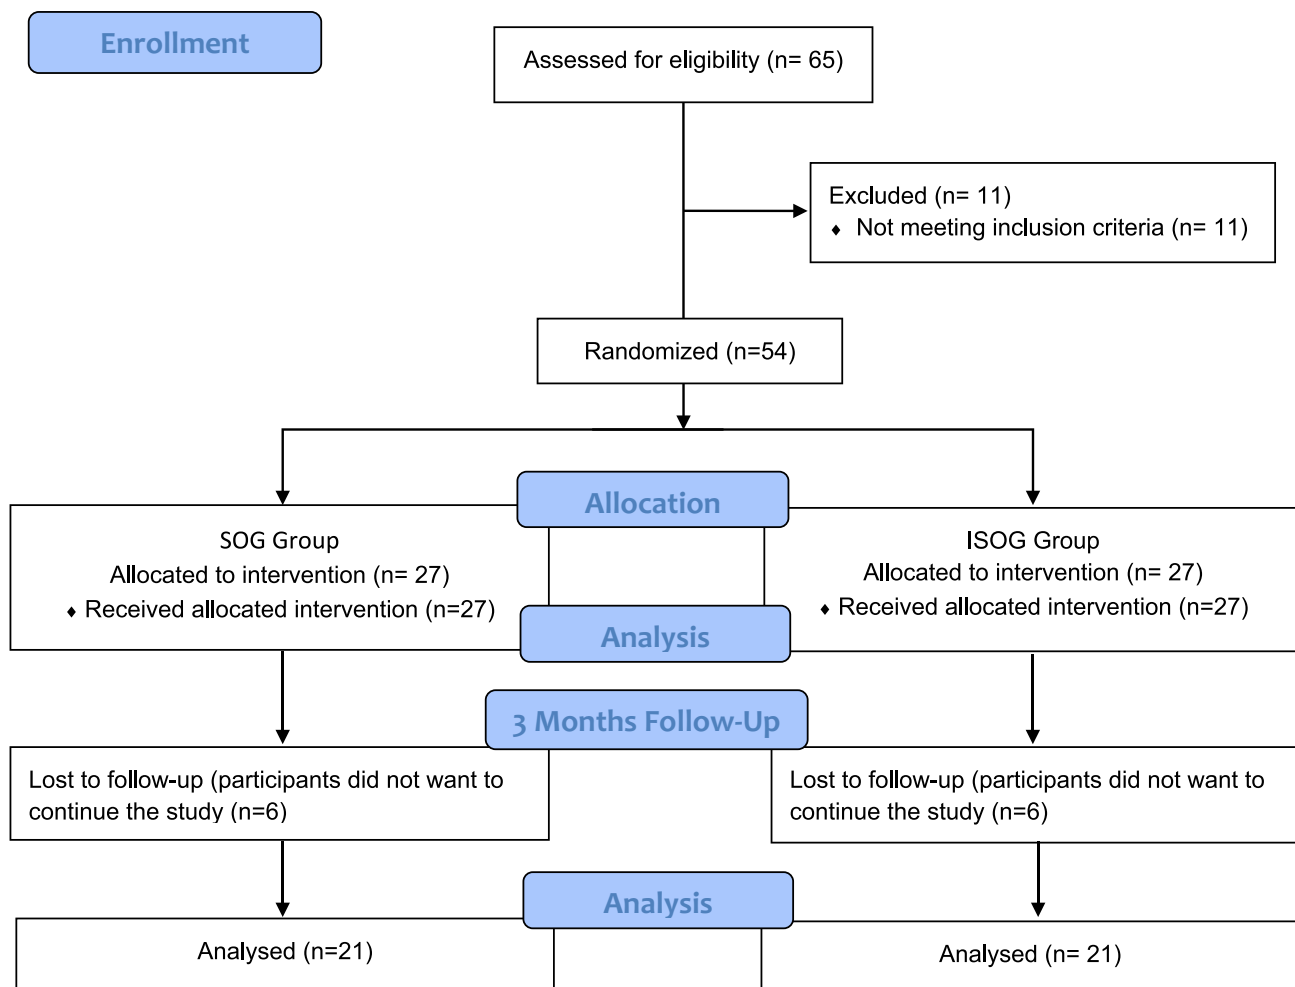 Enrollment
Assessed for eligibility (n= 65)
Excluded (n= 11)
♦ Not meeting inclusion criteria (n= 11)
Randomized (n=54)
Allocation
SOG Group
Allocated to intervention (n= 27)
♦ Received allocated intervention (n=27)
ISOG Group
Allocated to intervention (n= 27)
♦ Received allocated intervention (n=27)
Analysis
3 Months Follow-Up
Lost to follow-up (participants did not want to
continue the study (n=6)
Lost to follow-up (participants did not want to
continue the study (n=6)
Analysis
Analysed (n=21)
Analysed (n= 21)